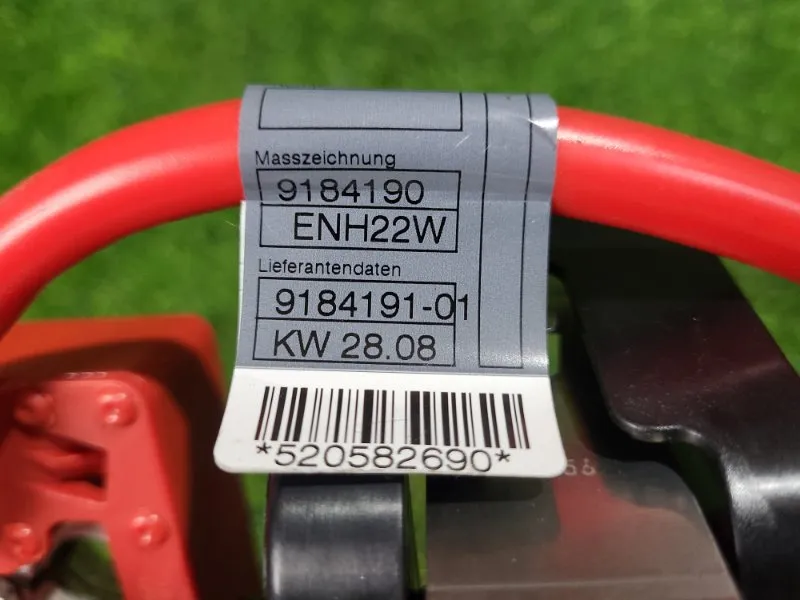 Masszeichnung
9184190
ENH22W
Lieferantendaten
9184191-01
KW 28.08
*520582690*